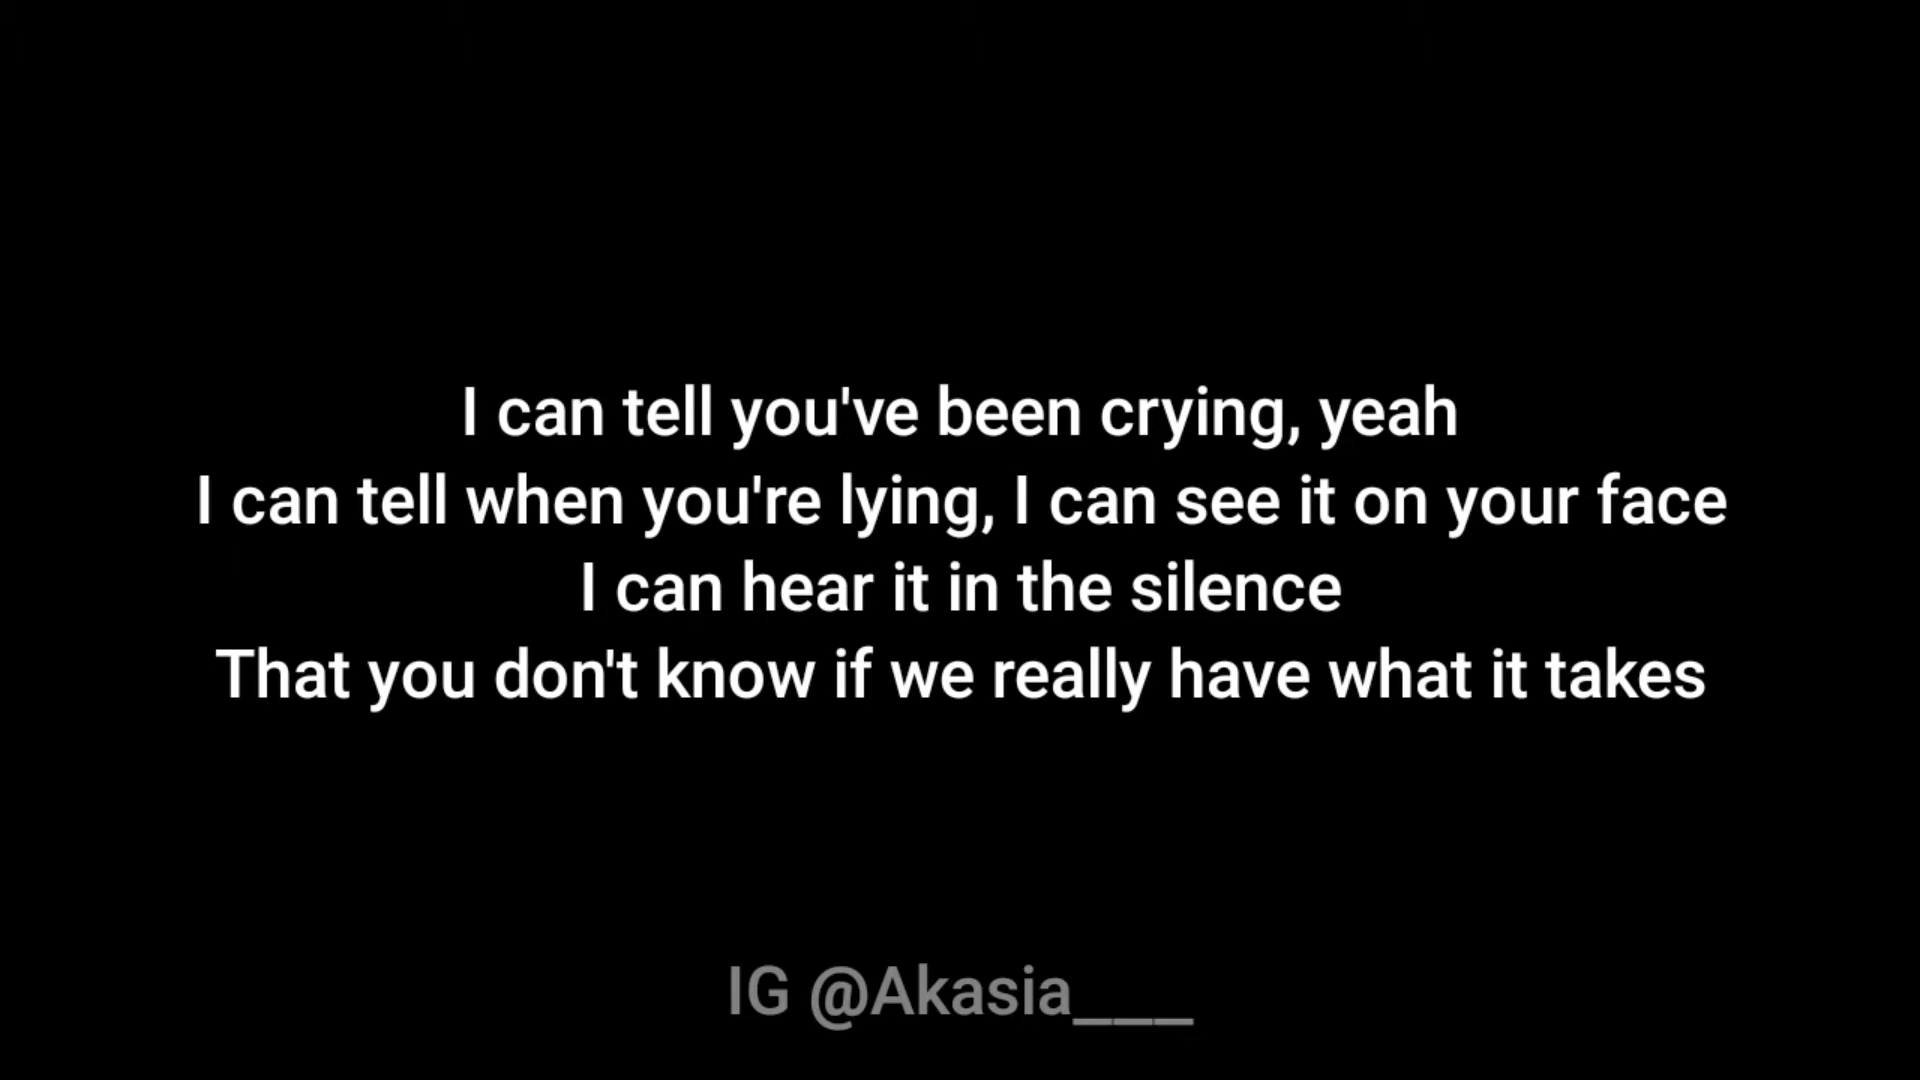 I can tell you've been crying, yeah
I can tell when you're lying, I can see it on your face
I can hear it in the silence
That you don't know if we really have what it takes
IG @Akasia___